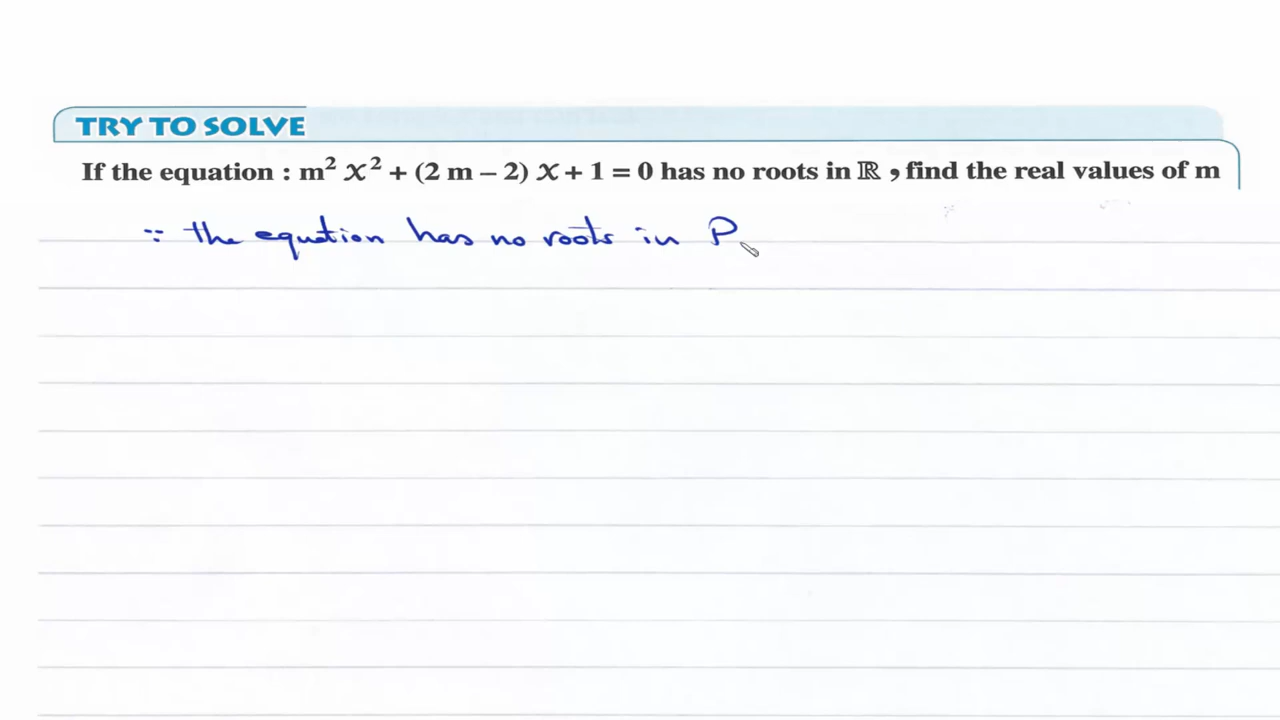 TRY TO SOLVE
If the equation : m² x² + (2 m – 2) x + 1 = 0 has no roots in ℝ , find the real values of m
∵ the equation has no roots in P